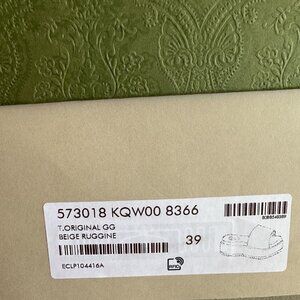 573018 KQW00 8366
T.ORIGINAL GG
BEIGE RUGGINE
39
ECLP104416A